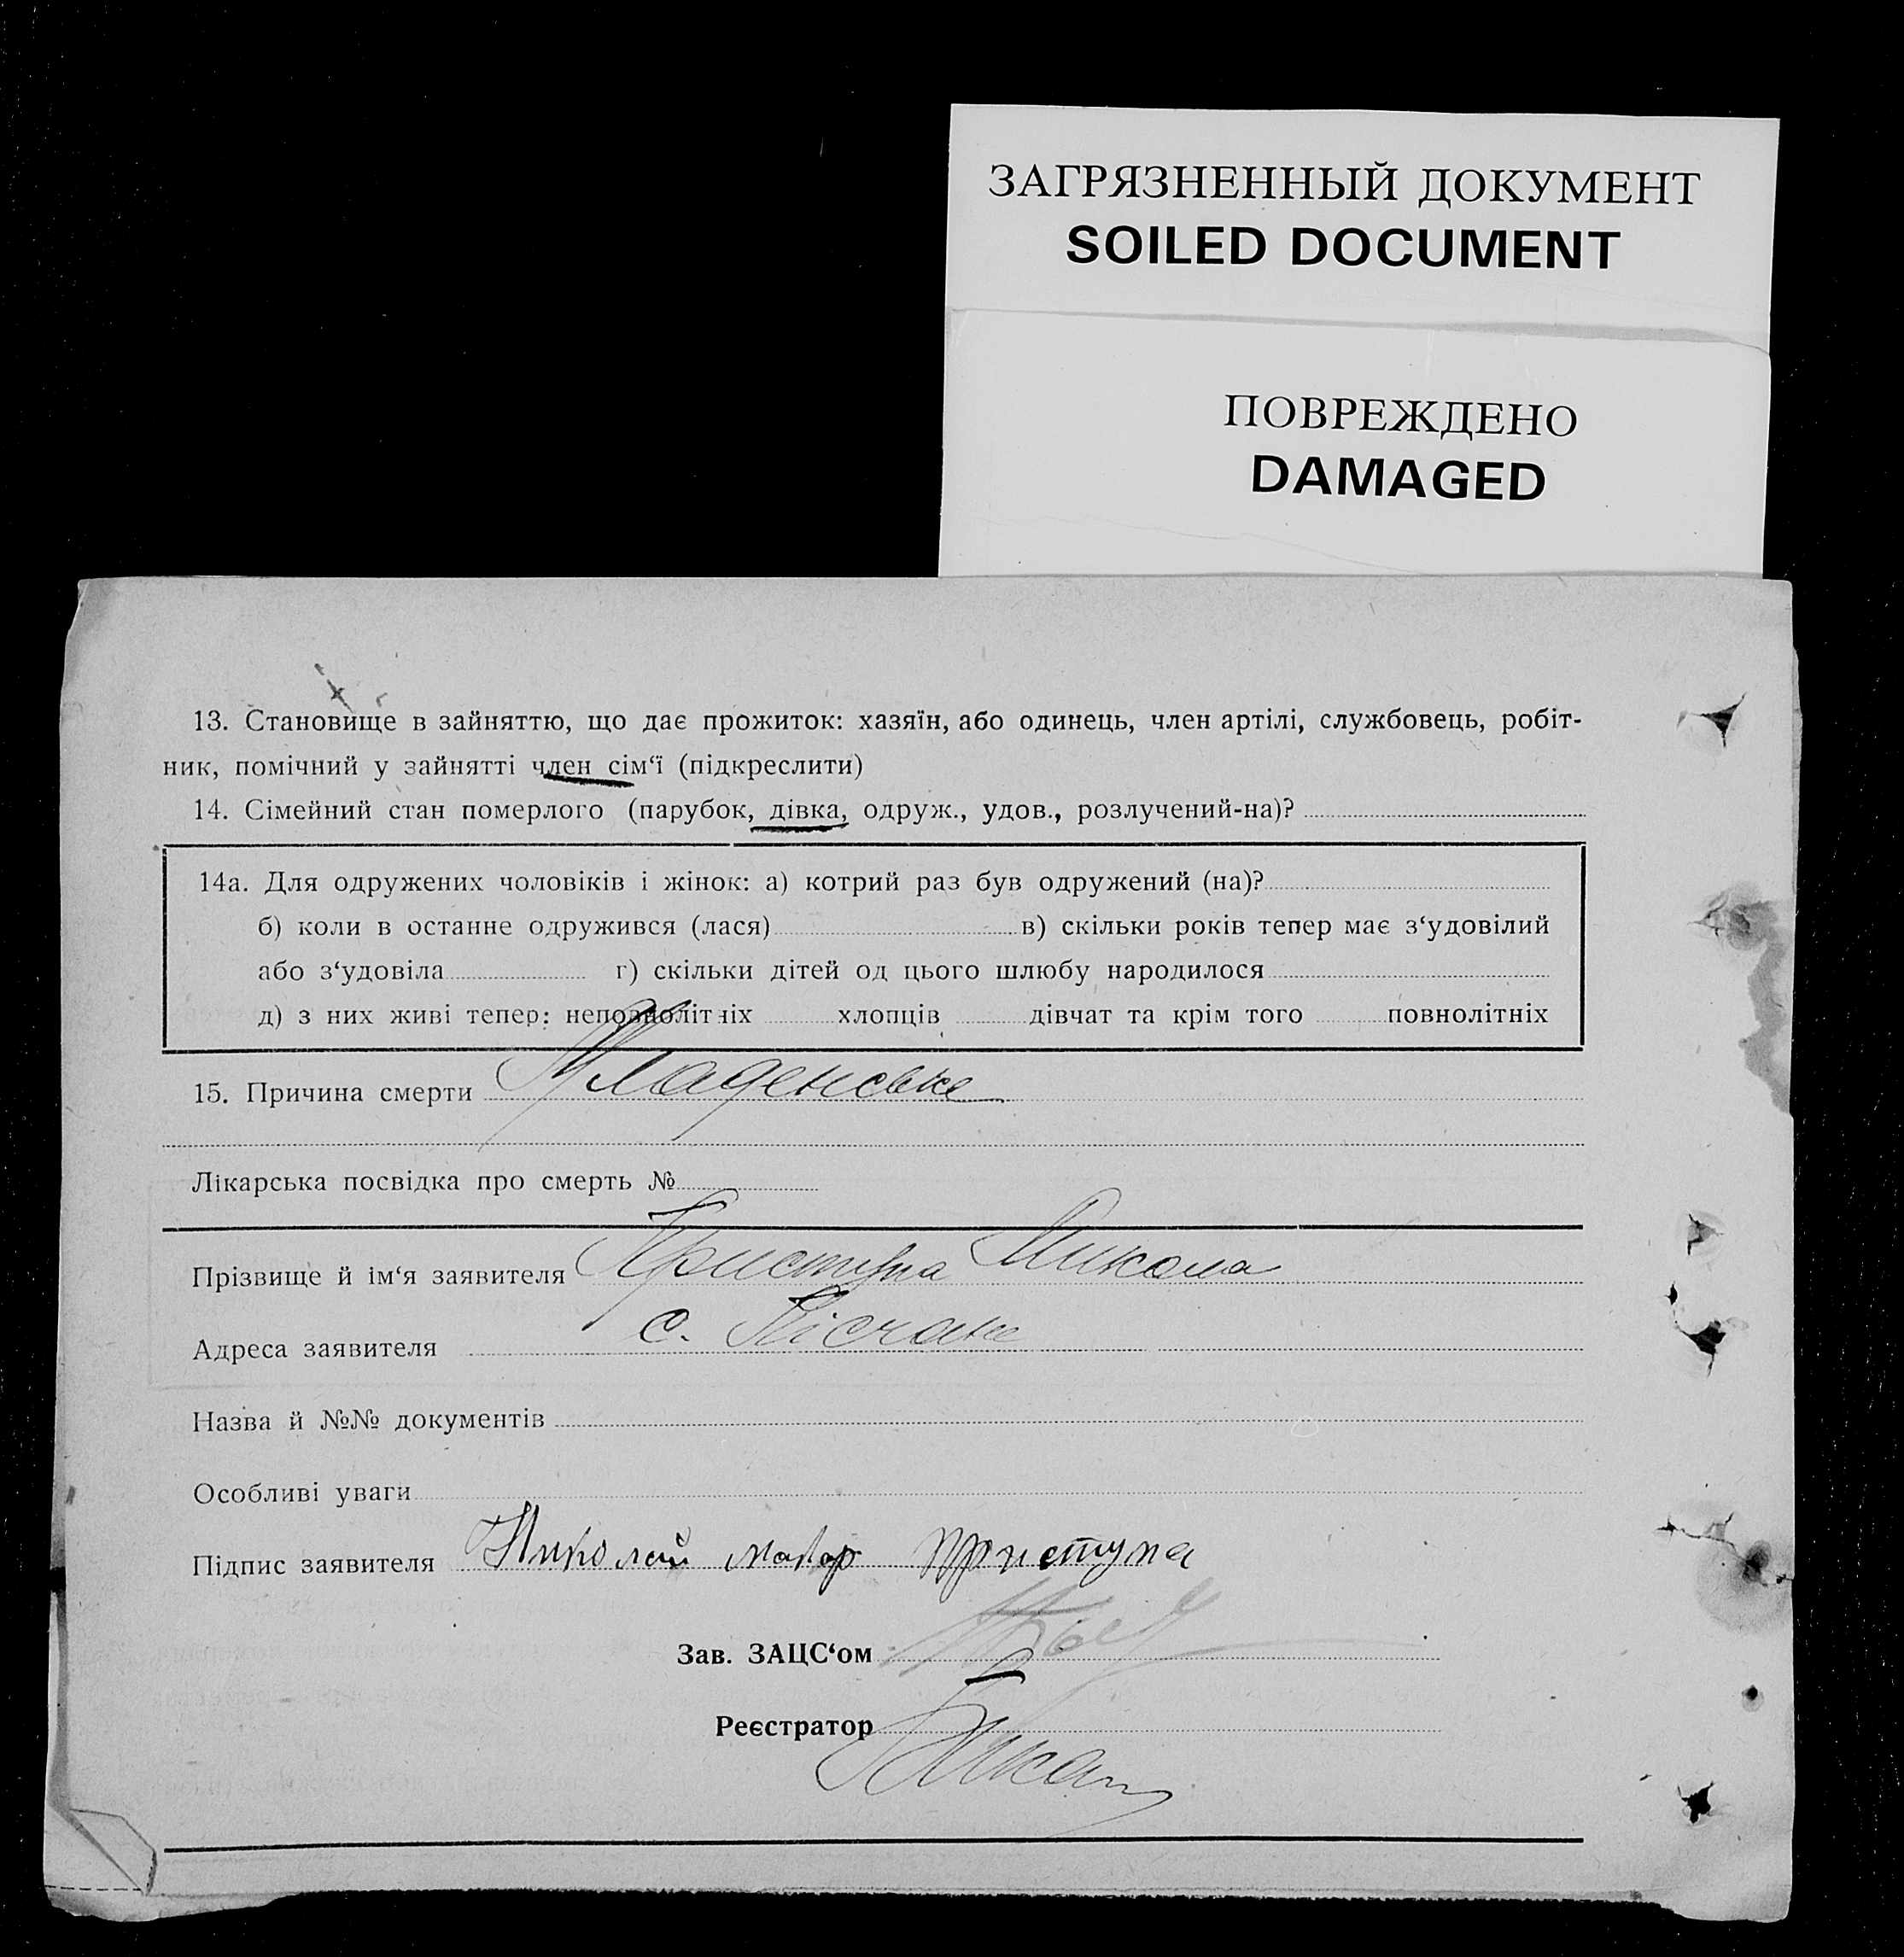 ЗАГРЯЗНЕННЫЙ ДОКУМЕНТ
SOILED DOCUMENT
ПОВРЕЖДЕНО
DAMAGED
13. Становище в зайняттю, що дає прожиток: хазяїн, або одинець, член артілі, службовець, робіт-
ник, помічний у зайнятті член сім‘ї (підкреслити)
14. Сімейний стан померлого (парубок, дівка, одруж., удов., розлучений-на)?
14а. Для одружених чоловіків і жінок: а) котрий раз був одружений (на)?
б) коли в останне одружився (лася) в) скільки років тепер має з‘удовілий
або з‘удовіла г) скільки дітей од цього шлюбу народилося
д) з них живі тепер: неповнолітніх хлопців дівчат та крім того повнолітніх
15. Причина смерти Младенське
Лікарська посвідка про смерть №
Прізвище й ім‘я заявителя Приступа Микола
Адреса заявителя с. Пісчане
Назва й №№ документів
Особливі уваги
Підпис заявителя Николай макар приступа
Зав. ЗАЦС‘ом
Реєстратор